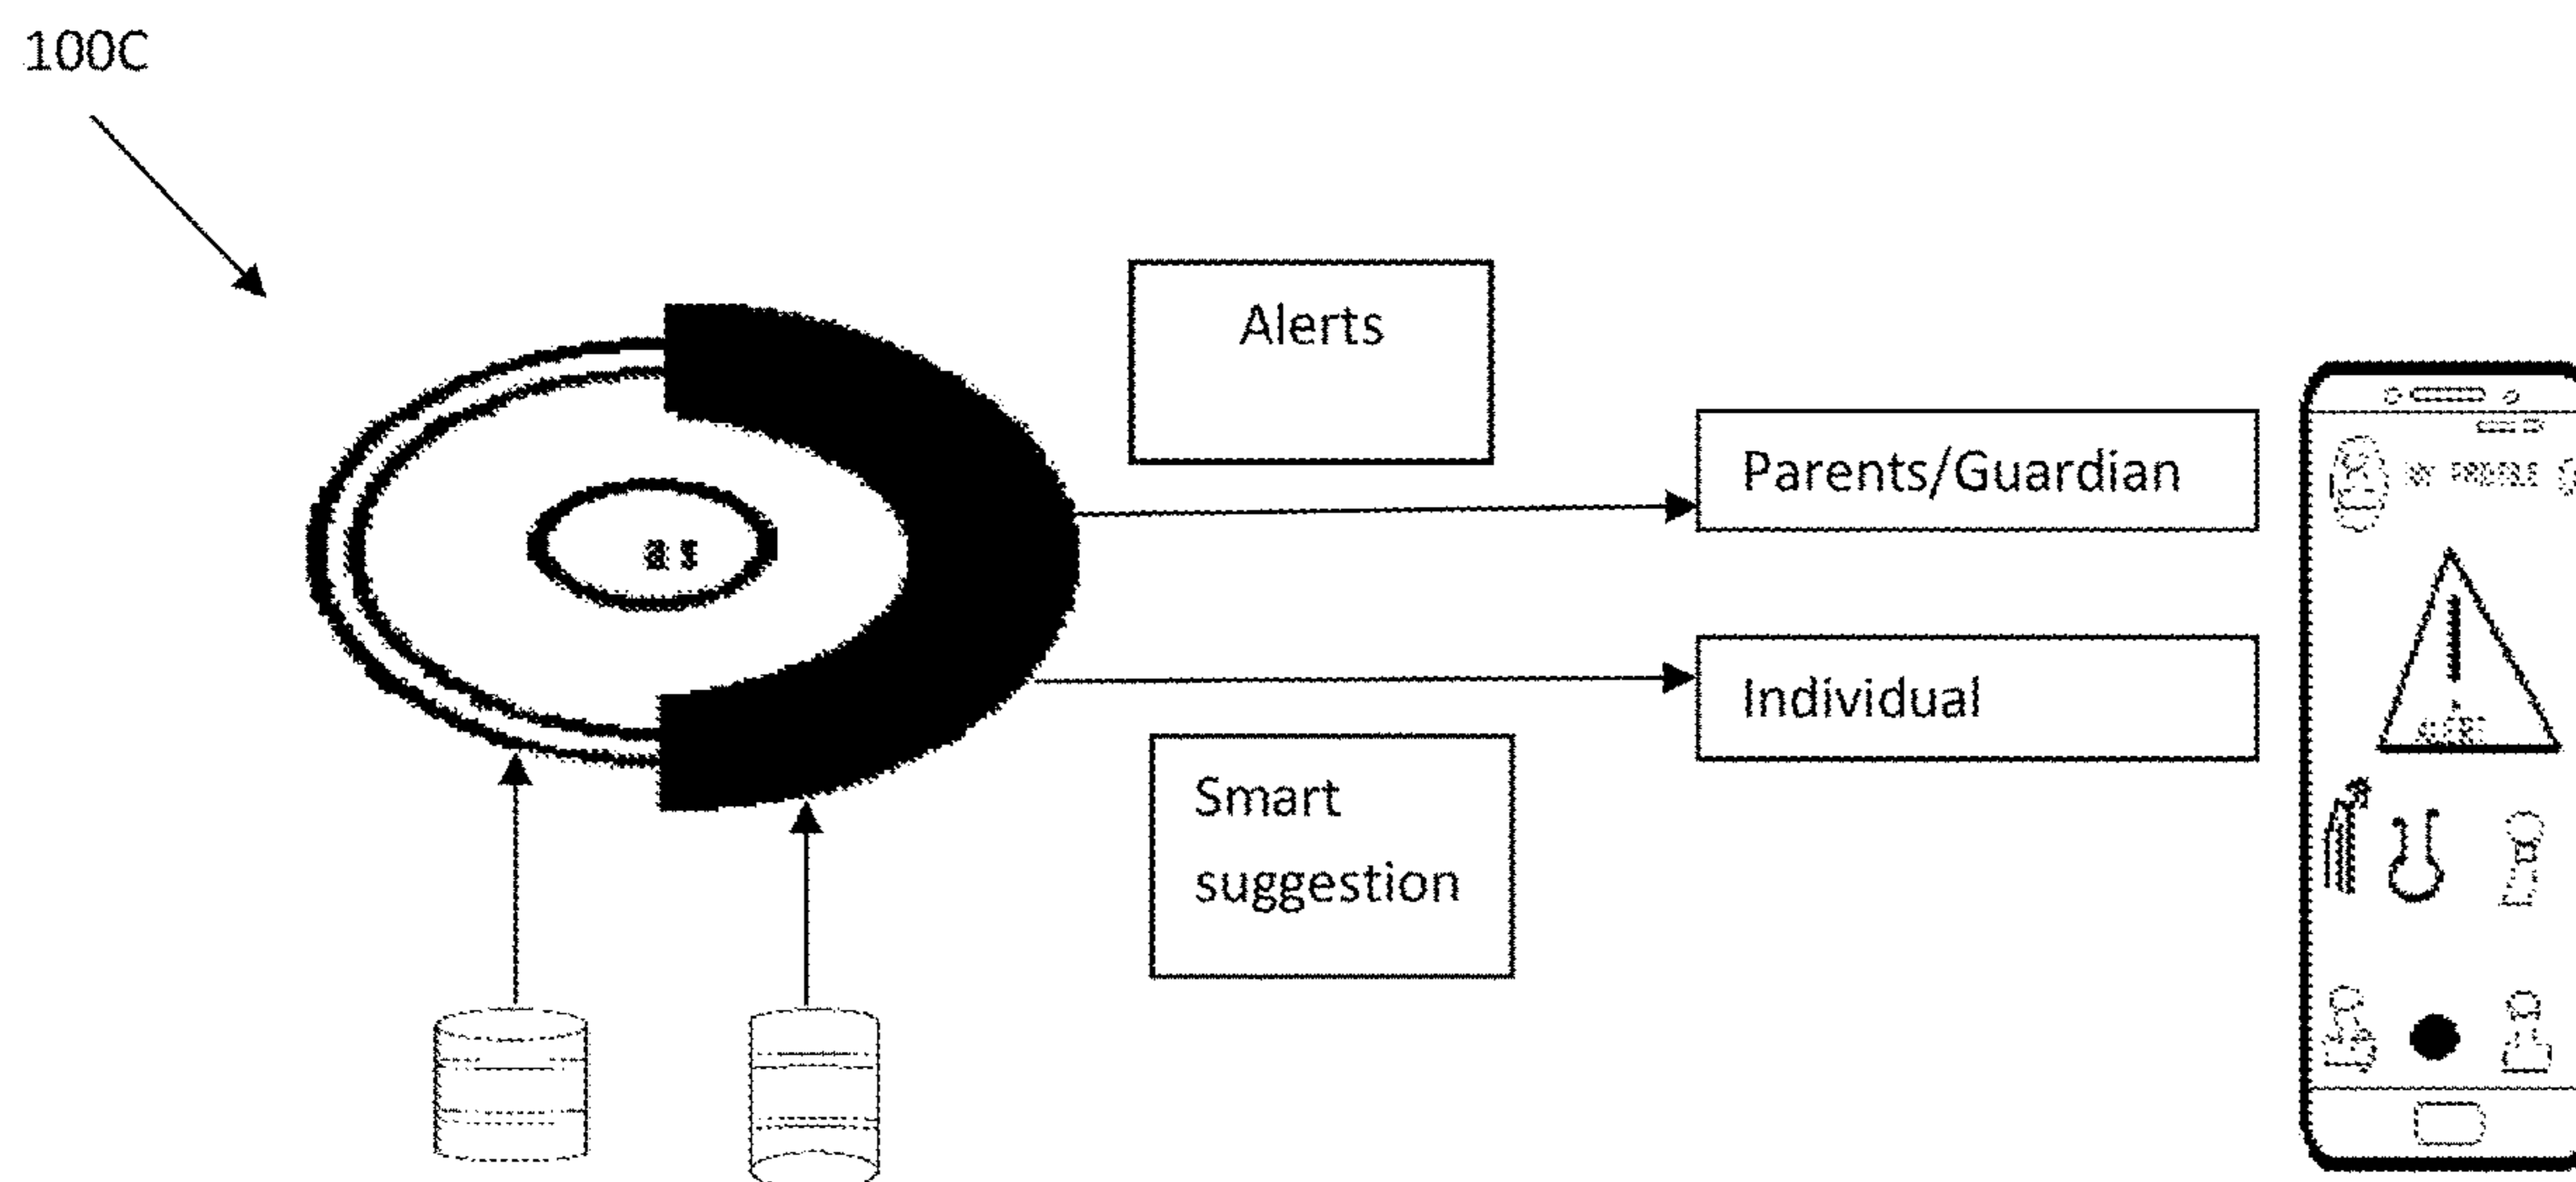 100C
Alerts
Parents/Guardian
Individual
Smart
suggestion